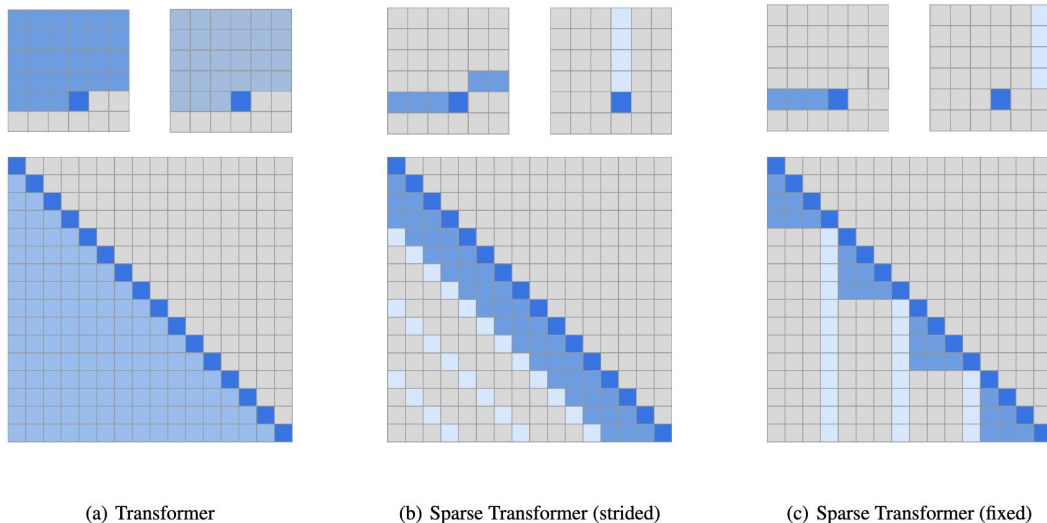 (a) Transformer
(b) Sparse Transformer (strided)
(c) Sparse Transformer (fixed)